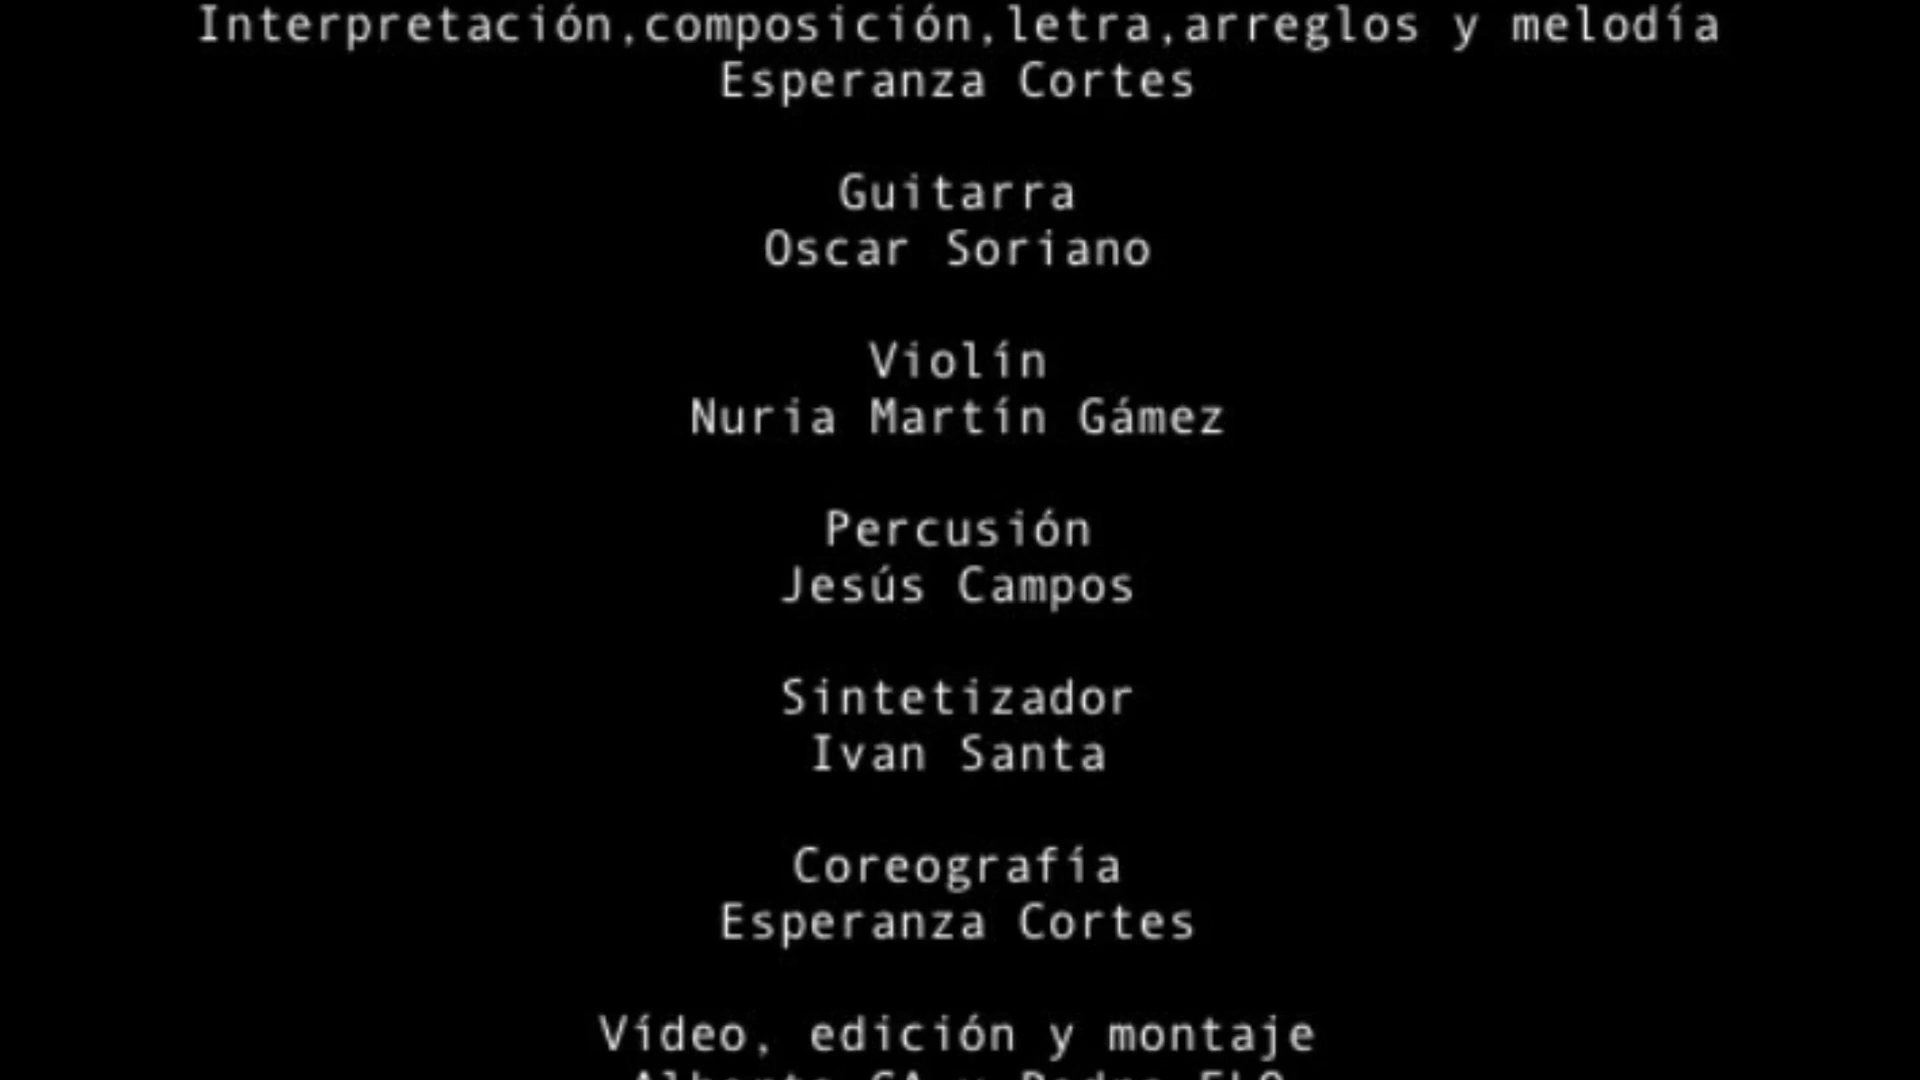 Interpretación,composición,letra,arreglos y melodía
Esperanza Cortes
Guitarra
Oscar Soriano
Violín
Nuria Martín Gámez
Percusión
Jesús Campos
Sintetizador
Ivan Santa
Coreografía
Esperanza Cortes
Vídeo, edición y montaje